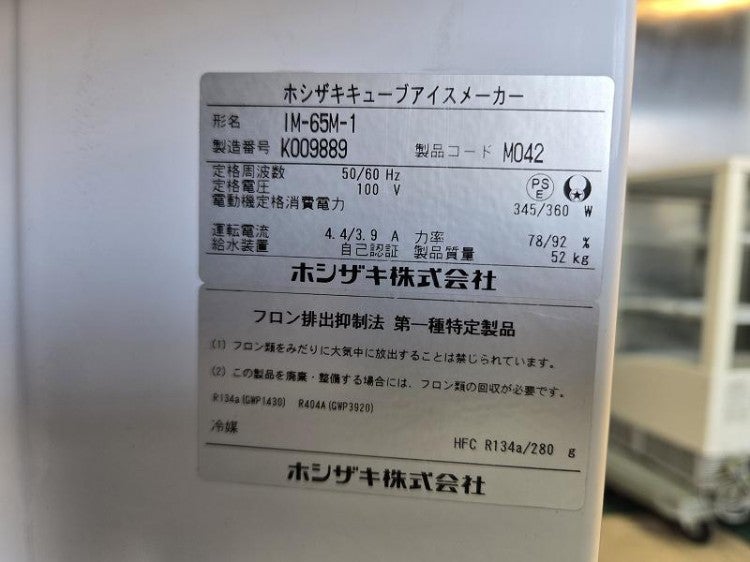 ホシザキキューブアイスメーカー
形名 IM-65M-1
製造番号 K009889 製品コード M042
定格周波数 50/60 Hz
定格電圧 100 V
PSE
電動機定格消費電力 345/360 W
運転電流 4.4/3.9 A 力率 78/92 %
給水装置 自己認証 製品質量 52 kg
ホシザキ株式会社
フロン排出抑制法 第一種特定製品
(1) フロン類をみだりに大気中に放出することは禁じられています。
(2) この製品を廃棄・整備する場合には、フロン類の回収が必要です。
R134a(GWP1430) R404A(GWP3920)
冷媒 HFC R134a/280 g
ホシザキ株式会社